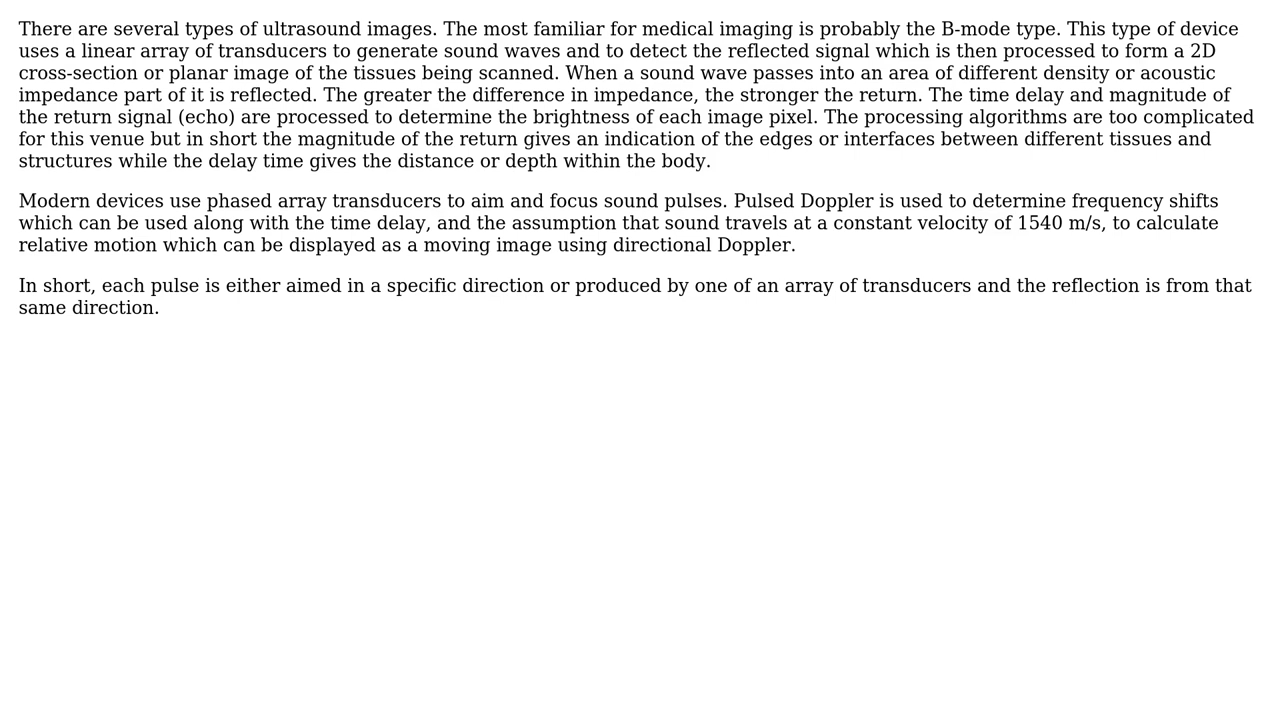 There are several types of ultrasound images. The most familiar for medical imaging is probably the B-mode type. This type of device
uses a linear array of transducers to generate sound waves and to detect the reflected signal which is then processed to form a 2D
cross-section or planar image of the tissues being scanned. When a sound wave passes into an area of different density or acoustic
impedance part of it is reflected. The greater the difference in impedance, the stronger the return. The time delay and magnitude of
the return signal (echo) are processed to determine the brightness of each image pixel. The processing algorithms are too complicated
for this venue but in short the magnitude of the return gives an indication of the edges or interfaces between different tissues and
structures while the delay time gives the distance or depth within the body.
Modern devices use phased array transducers to aim and focus sound pulses. Pulsed Doppler is used to determine frequency shifts
which can be used along with the time delay, and the assumption that sound travels at a constant velocity of 1540 m/s, to calculate
relative motion which can be displayed as a moving image using directional Doppler.
In short, each pulse is either aimed in a specific direction or produced by one of an array of transducers and the reflection is from that
same direction.